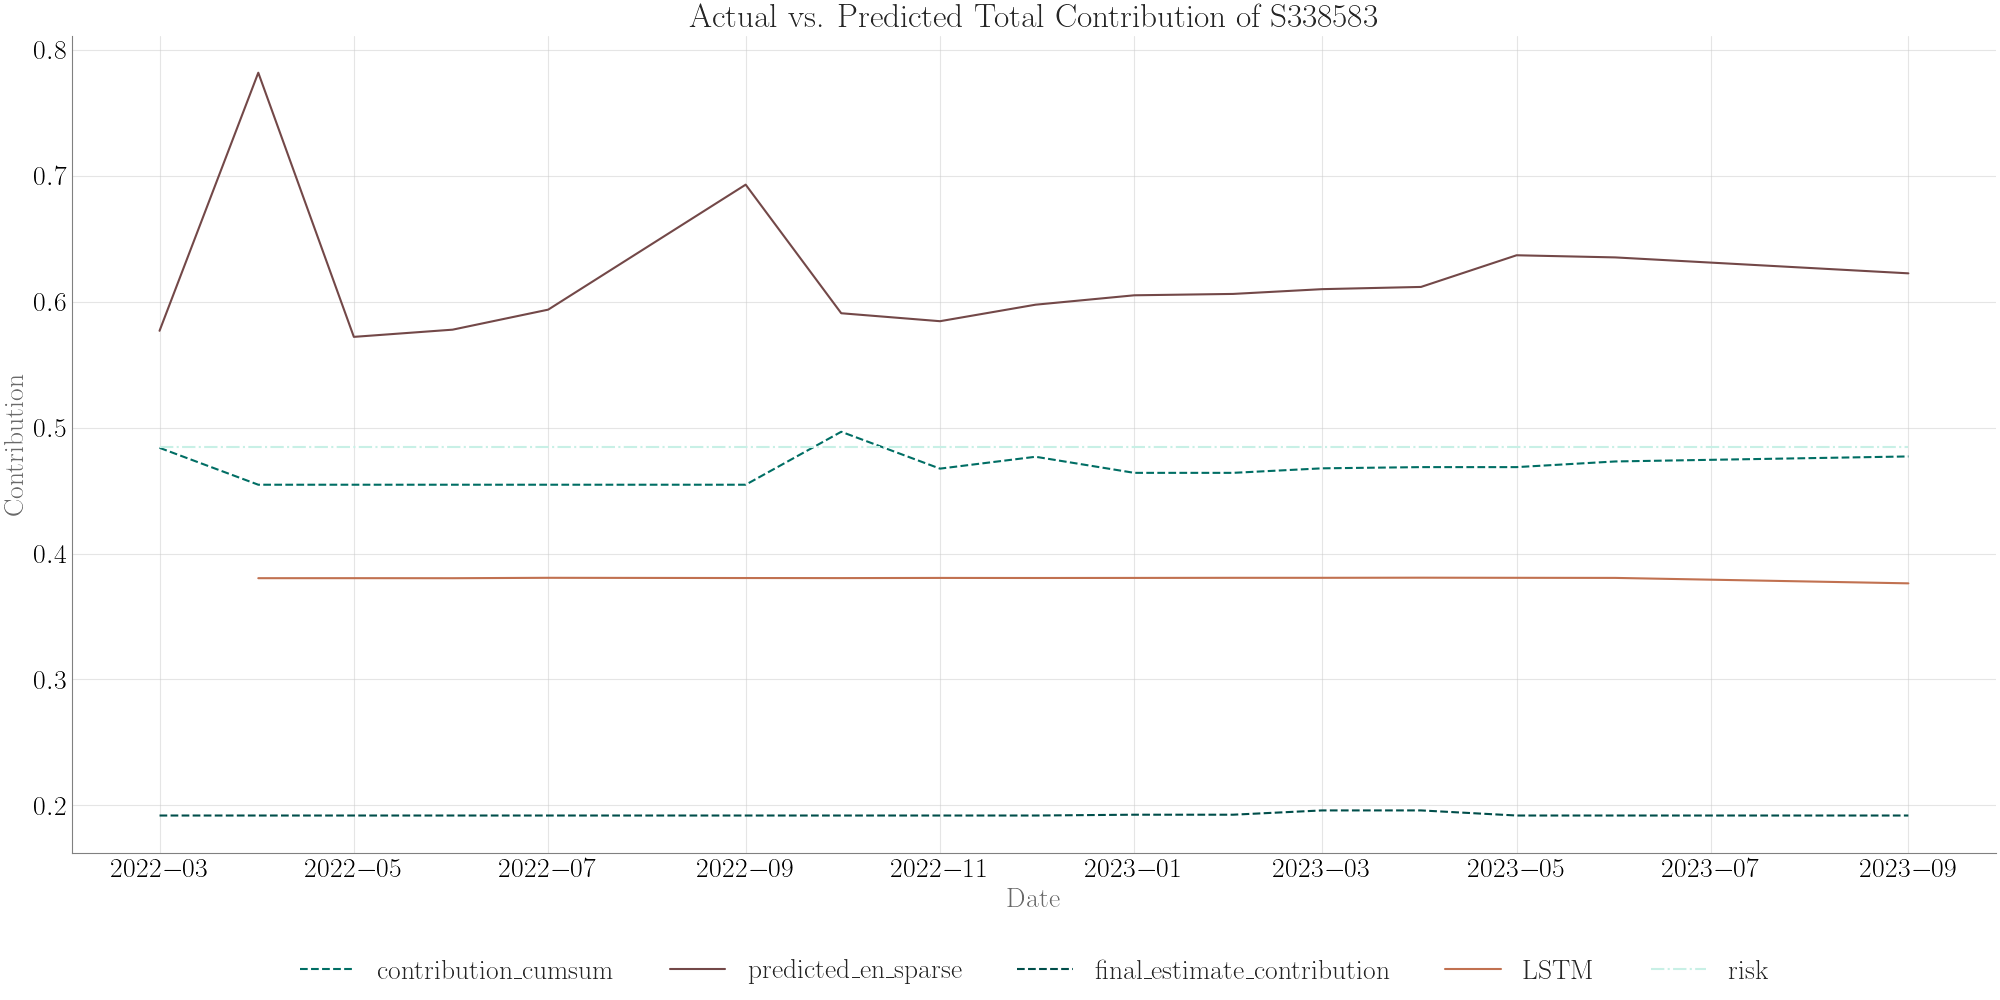 Actual vs. Predicted Total Contribution of S338583
Contribution
0.8
0.7
0.6
0.5
0.4
0.3
0.2
2022–03 2022–05 2022–07 2022–09 2022–11 2023–01 2023–03 2023–05 2023–07 2023–09
Date
contribution_cumsum predicted_en_sparse final_estimate_contribution LSTM risk